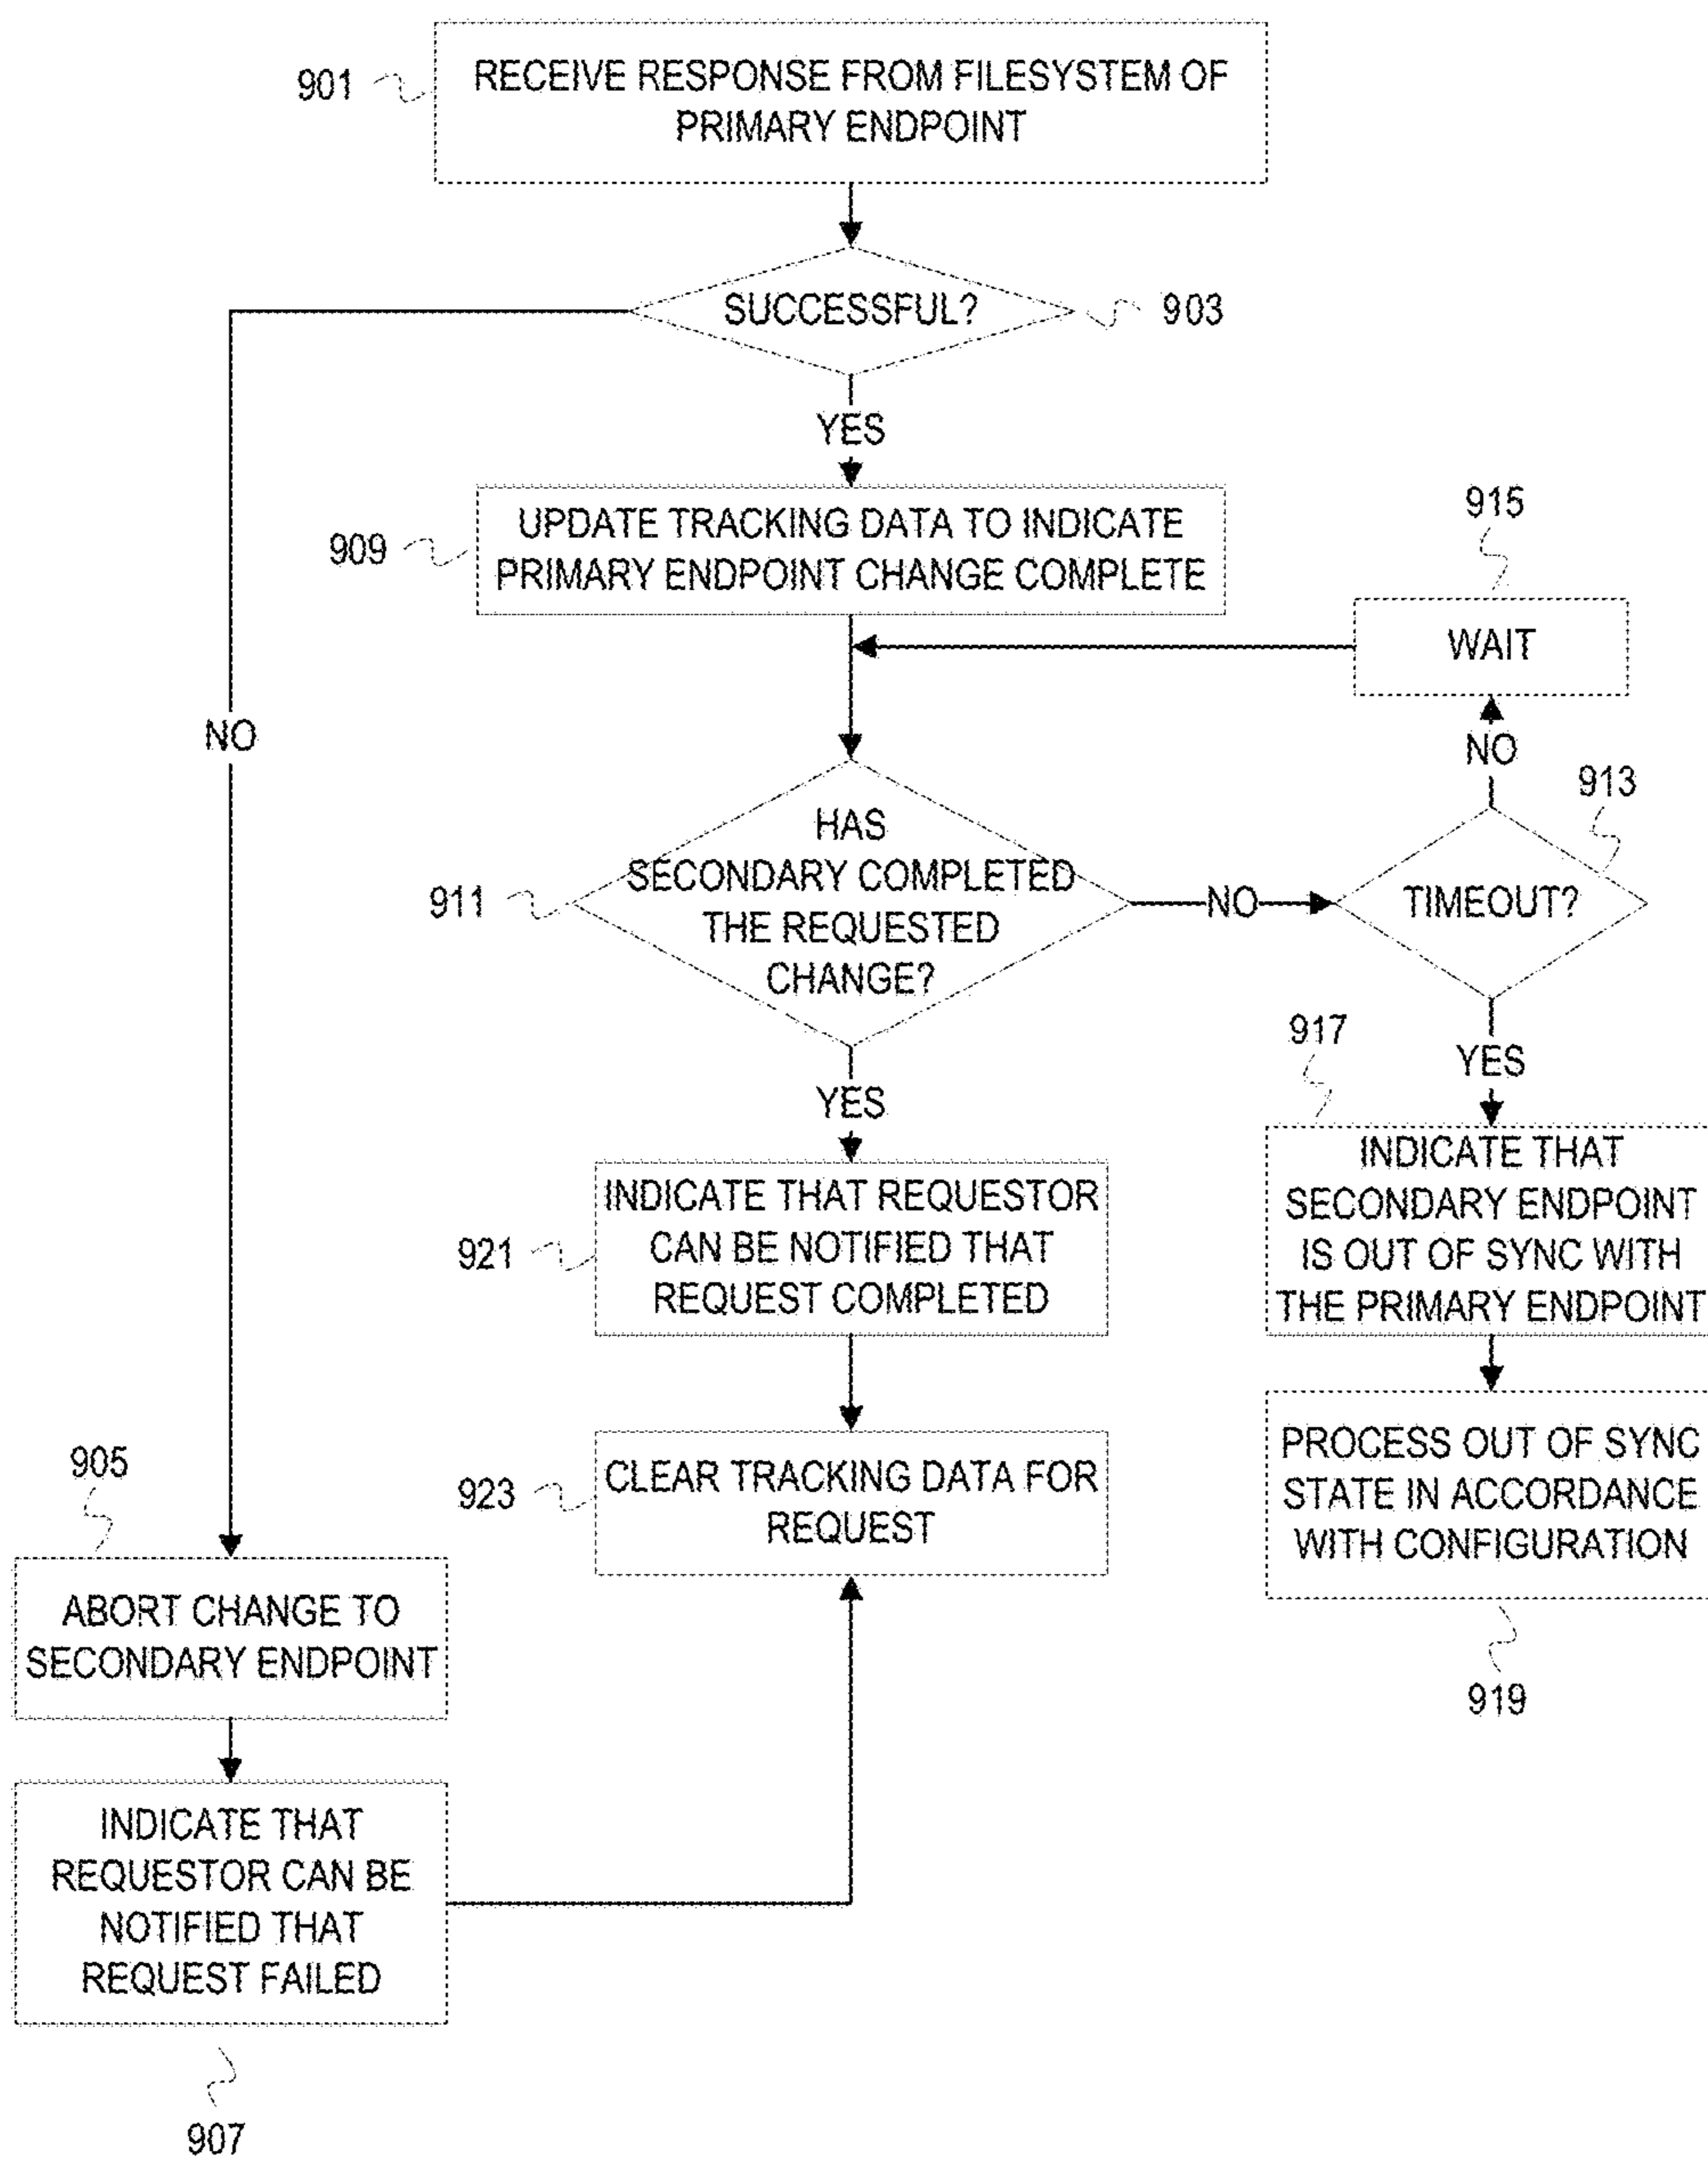 901
RECEIVE RESPONSE FROM FILESYSTEM OF
PRIMARY ENDPOINT
SUCCESSFUL?
903
YES
909
UPDATE TRACKING DATA TO INDICATE
PRIMARY ENDPOINT CHANGE COMPLETE
915
WAIT
NO
NO
913
911
HAS
SECONDARY COMPLETED
THE REQUESTED
CHANGE?
NO
TIMEOUT?
YES
917
YES
921
INDICATE THAT REQUESTOR
CAN BE NOTIFIED THAT
REQUEST COMPLETED
INDICATE THAT
SECONDARY ENDPOINT
IS OUT OF SYNC WITH
THE PRIMARY ENDPOINT
905
923
CLEAR TRACKING DATA FOR
REQUEST
PROCESS OUT OF SYNC
STATE IN ACCORDANCE
WITH CONFIGURATION
919
ABORT CHANGE TO
SECONDARY ENDPOINT
INDICATE THAT
REQUESTOR CAN BE
NOTIFIED THAT
REQUEST FAILED
907